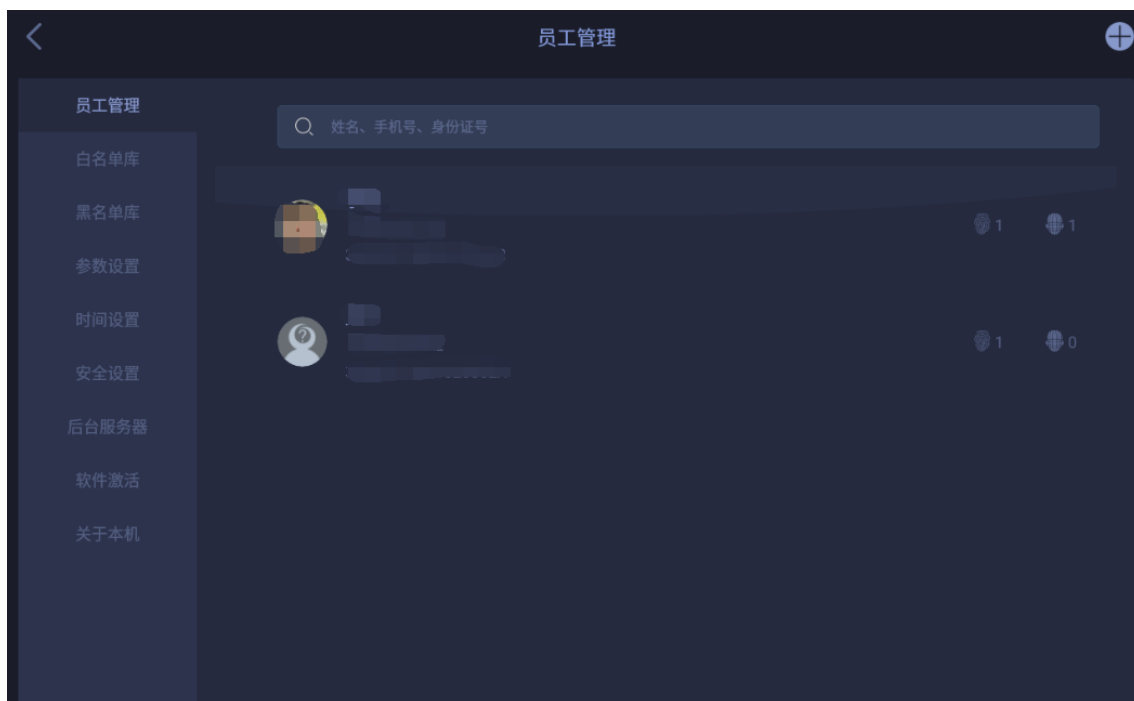 员工管理
员工管理
姓名、手机号、身份证号
白名单库
黑名单库
1 1
参数设置
时间设置
1 0
安全设置
后台服务器
软件激活
关于本机